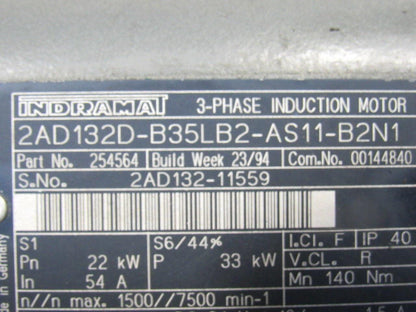 INDRAMAT 3-PHASE INDUCTION MOTOR
2AD132D-B35LB2-AS11-B2N1
Part No. 254564 Build Week 23/94 Com.No. 00144840
S.No. 2AD132-11559
S1 S6/44% I.Cl. F IP 40
Pn 22 kW P 33 kW V.CL. R
In 54 A Mn 140 Nm
n//n max. 1500//7500 min-1
in Germany